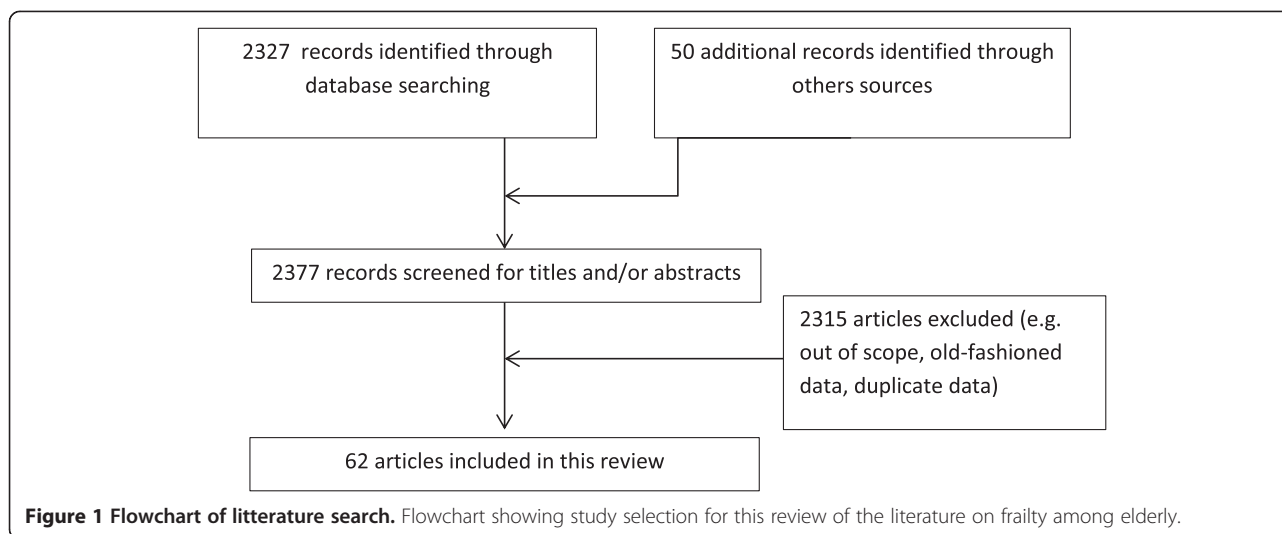 2327 records identified through
database searching
50 additional records identified through
others sources
2377 records screened for titles and/or abstracts
2315 articles excluded (e.g.
out of scope, old-fashioned
data, duplicate data)
62 articles included in this review
Figure 1 Flowchart of litterature search. Flowchart showing study selection for this review of the literature on frailty among elderly.